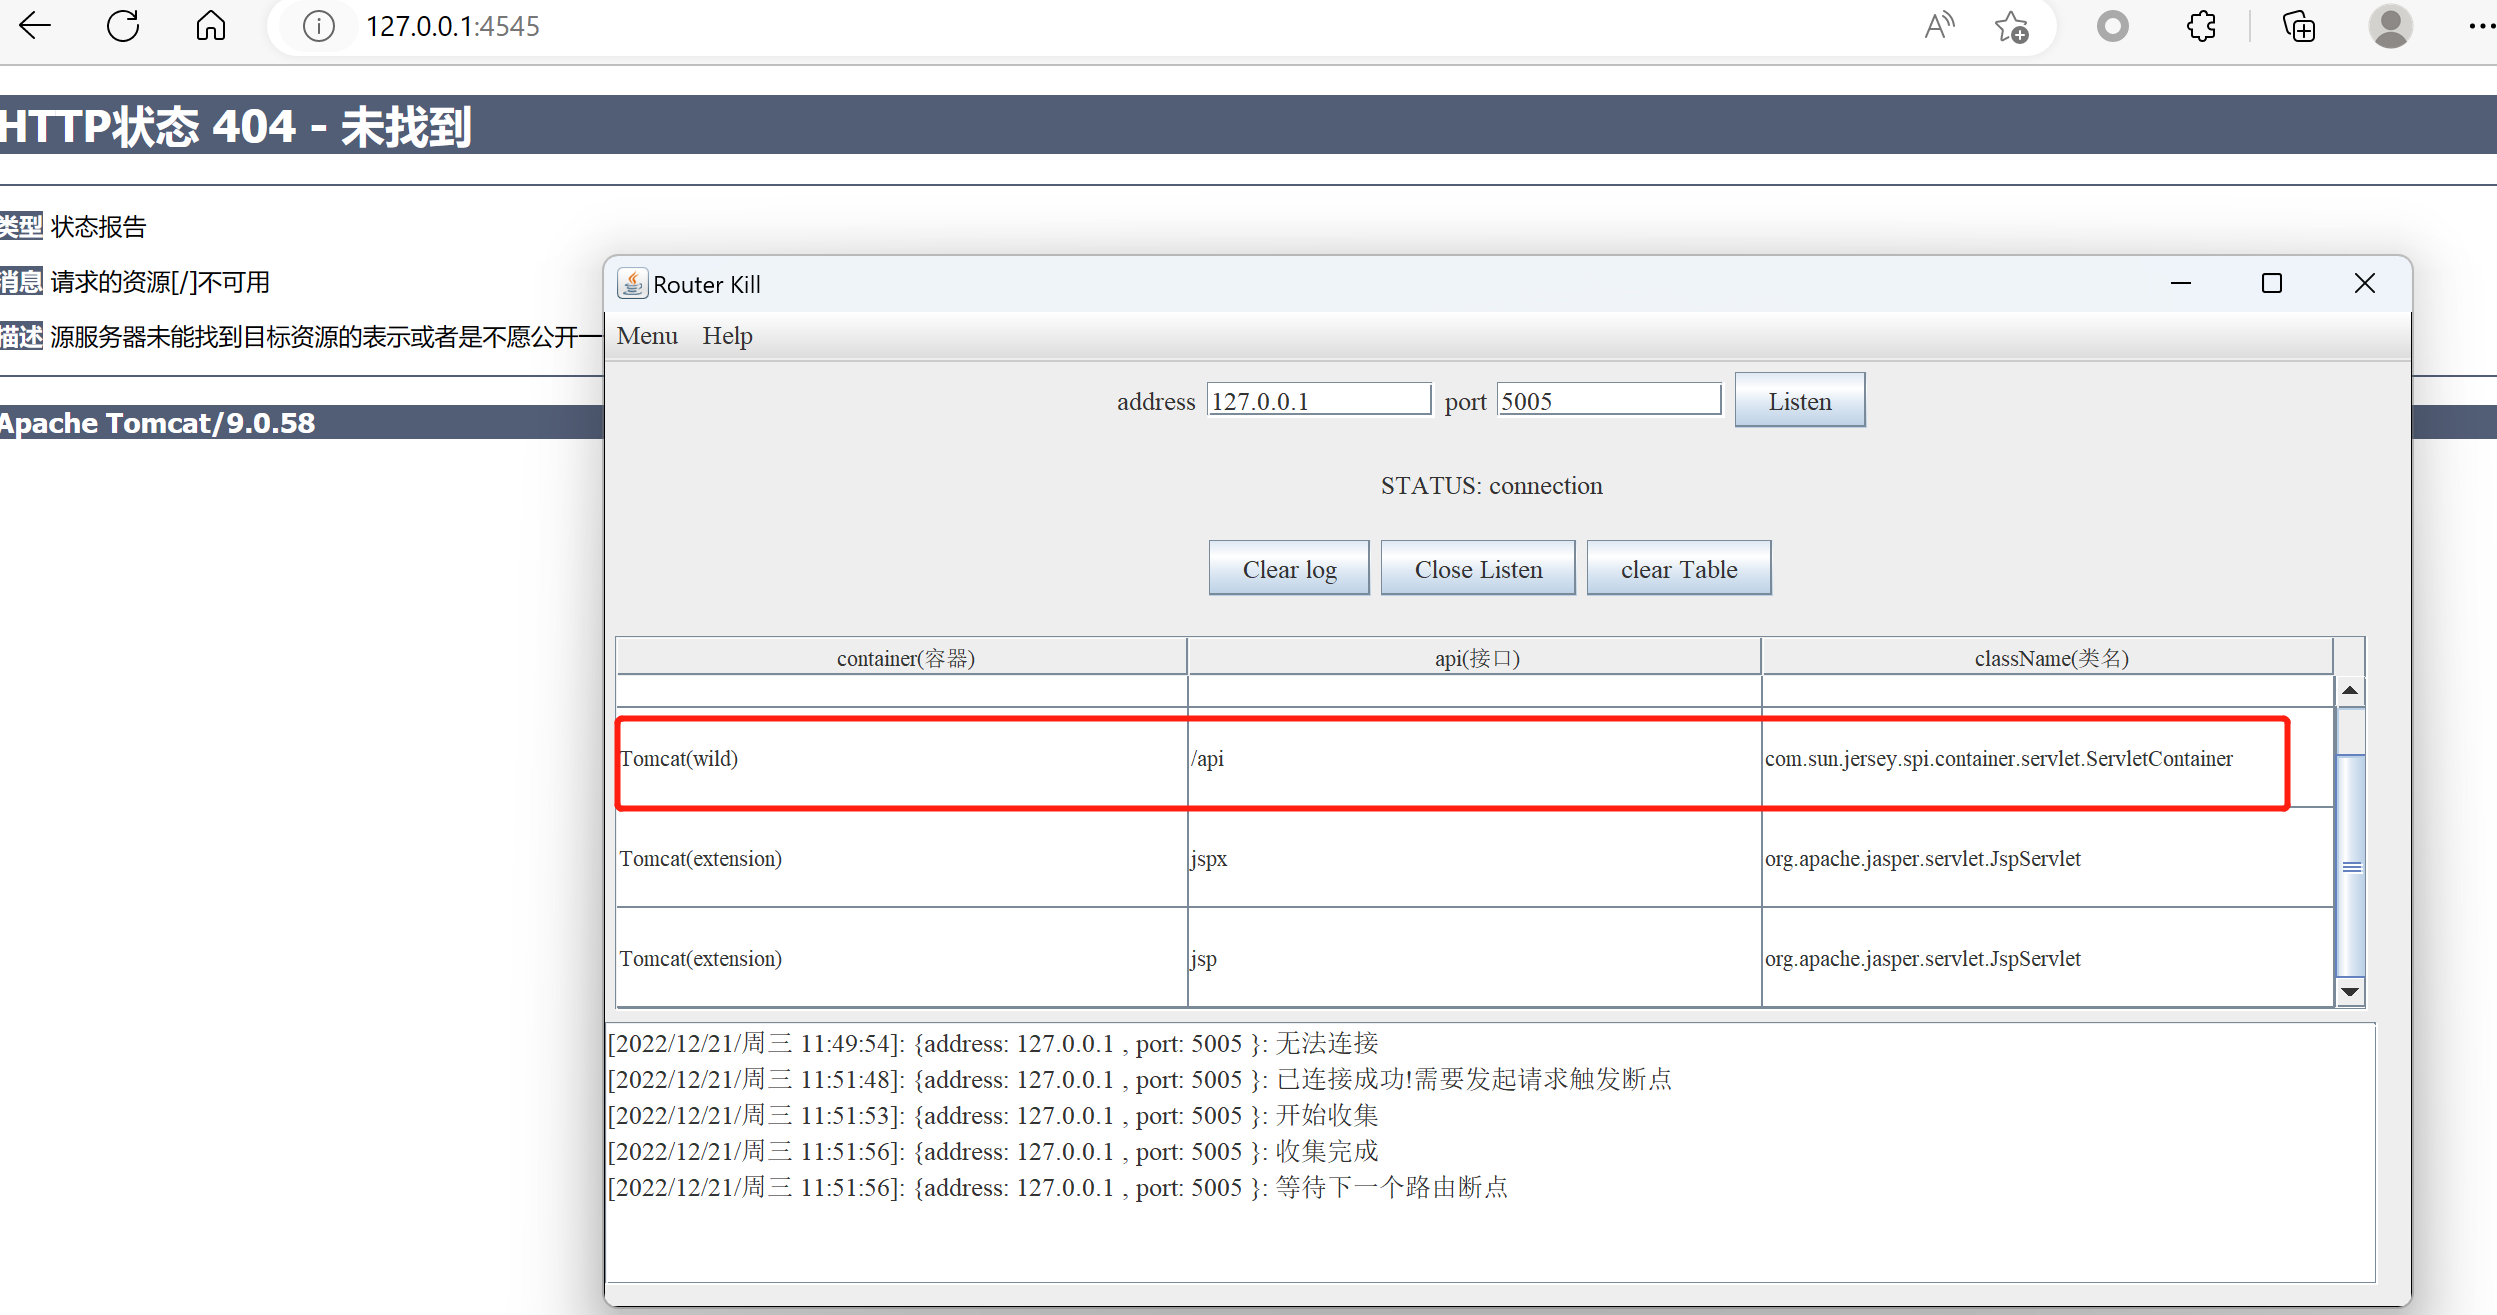 127.0.0.1:4545
HTTP状态 404 - 未找到
类型 状态报告
消息 请求的资源[/]不可用
描述 源服务器未能找到目标资源的表示或者是不愿公开一
Apache Tomcat/9.0.58
Router Kill
Menu Help
address 127.0.0.1 port 5005 Listen
STATUS: connection
Clear log Close Listen clear Table
container(容器) api(接口) className(类名)
Tomcat(wild) /api com.sun.jersey.spi.container.servlet.ServletContainer
Tomcat(extension) jspx org.apache.jasper.servlet.JspServlet
Tomcat(extension) jsp org.apache.jasper.servlet.JspServlet
[2022/12/21/周三 11:49:54]: {address: 127.0.0.1 , port: 5005 }: 无法连接
[2022/12/21/周三 11:51:48]: {address: 127.0.0.1 , port: 5005 }: 已连接成功!需要发起请求触发断点
[2022/12/21/周三 11:51:53]: {address: 127.0.0.1 , port: 5005 }: 开始收集
[2022/12/21/周三 11:51:56]: {address: 127.0.0.1 , port: 5005 }: 收集完成
[2022/12/21/周三 11:51:56]: {address: 127.0.0.1 , port: 5005 }: 等待下一个路由断点